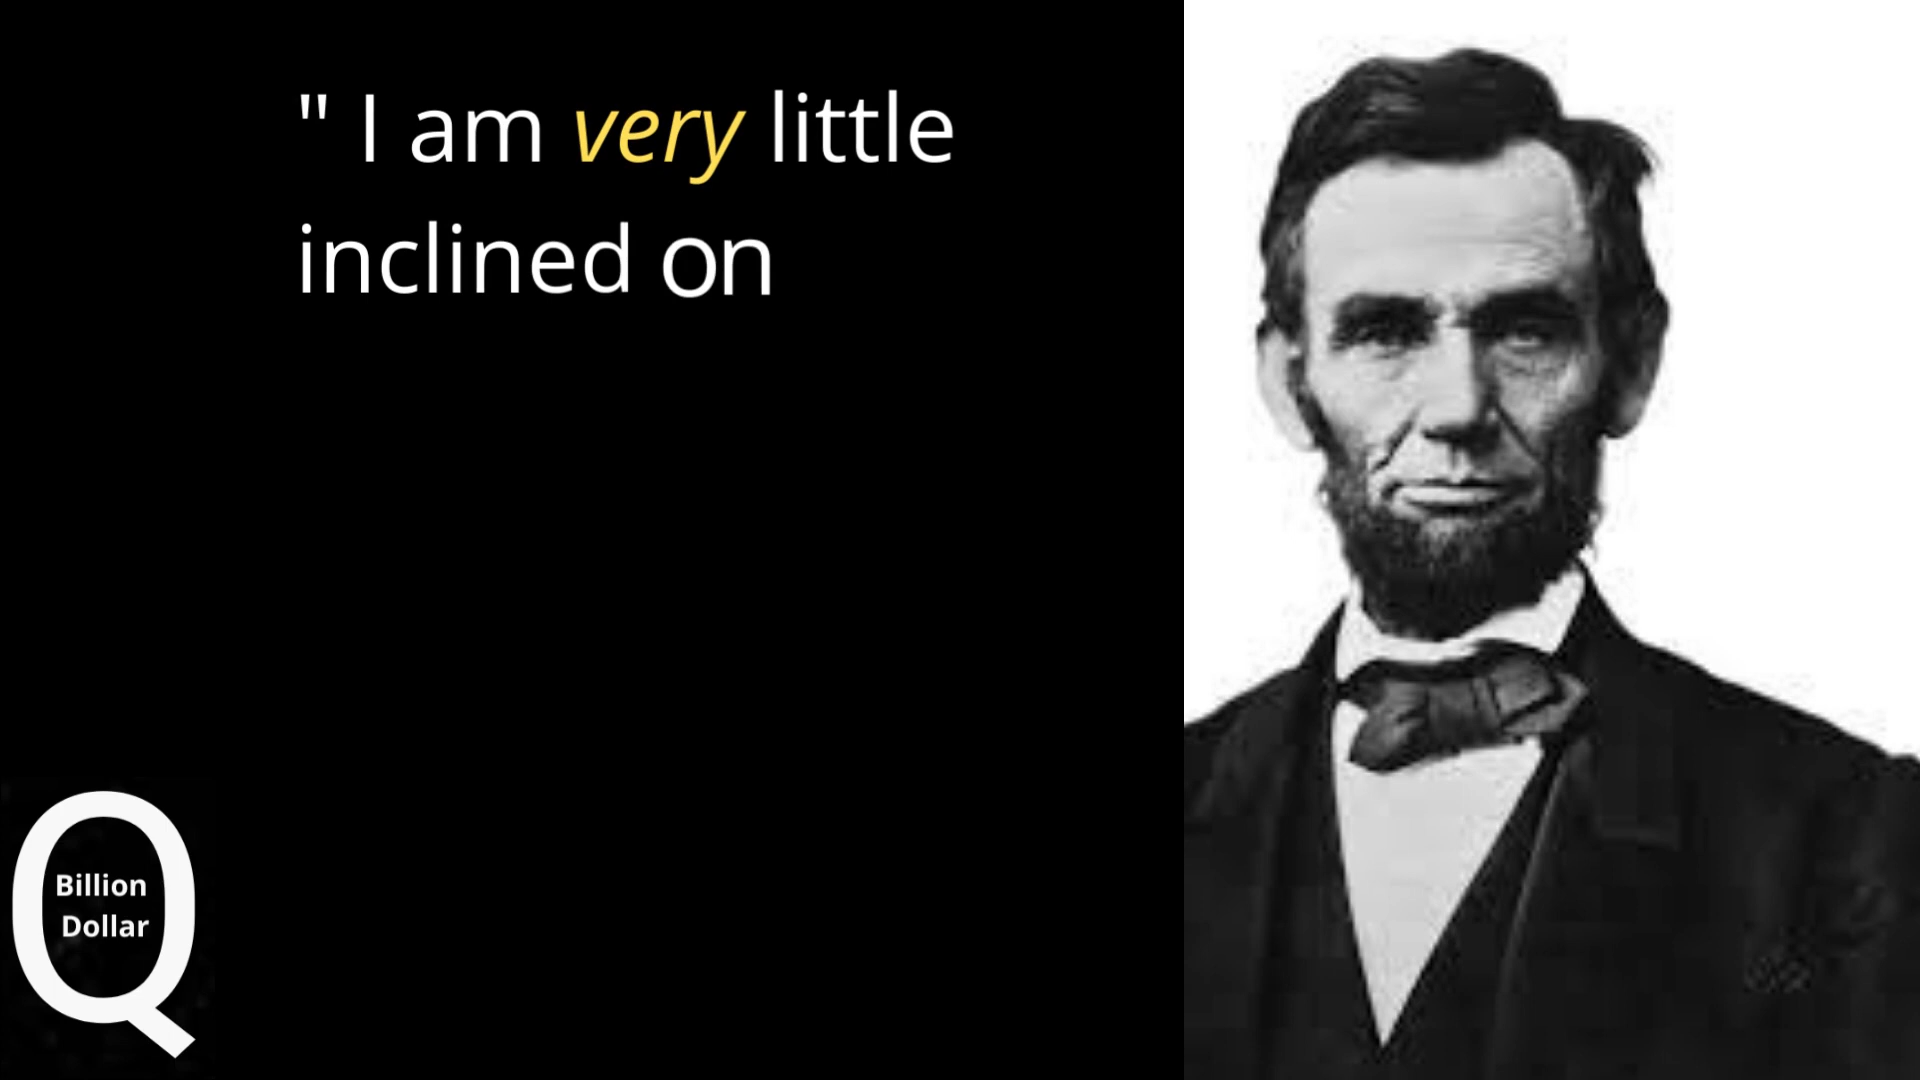 " I am very little
inclined on
Q
Billion
Dollar